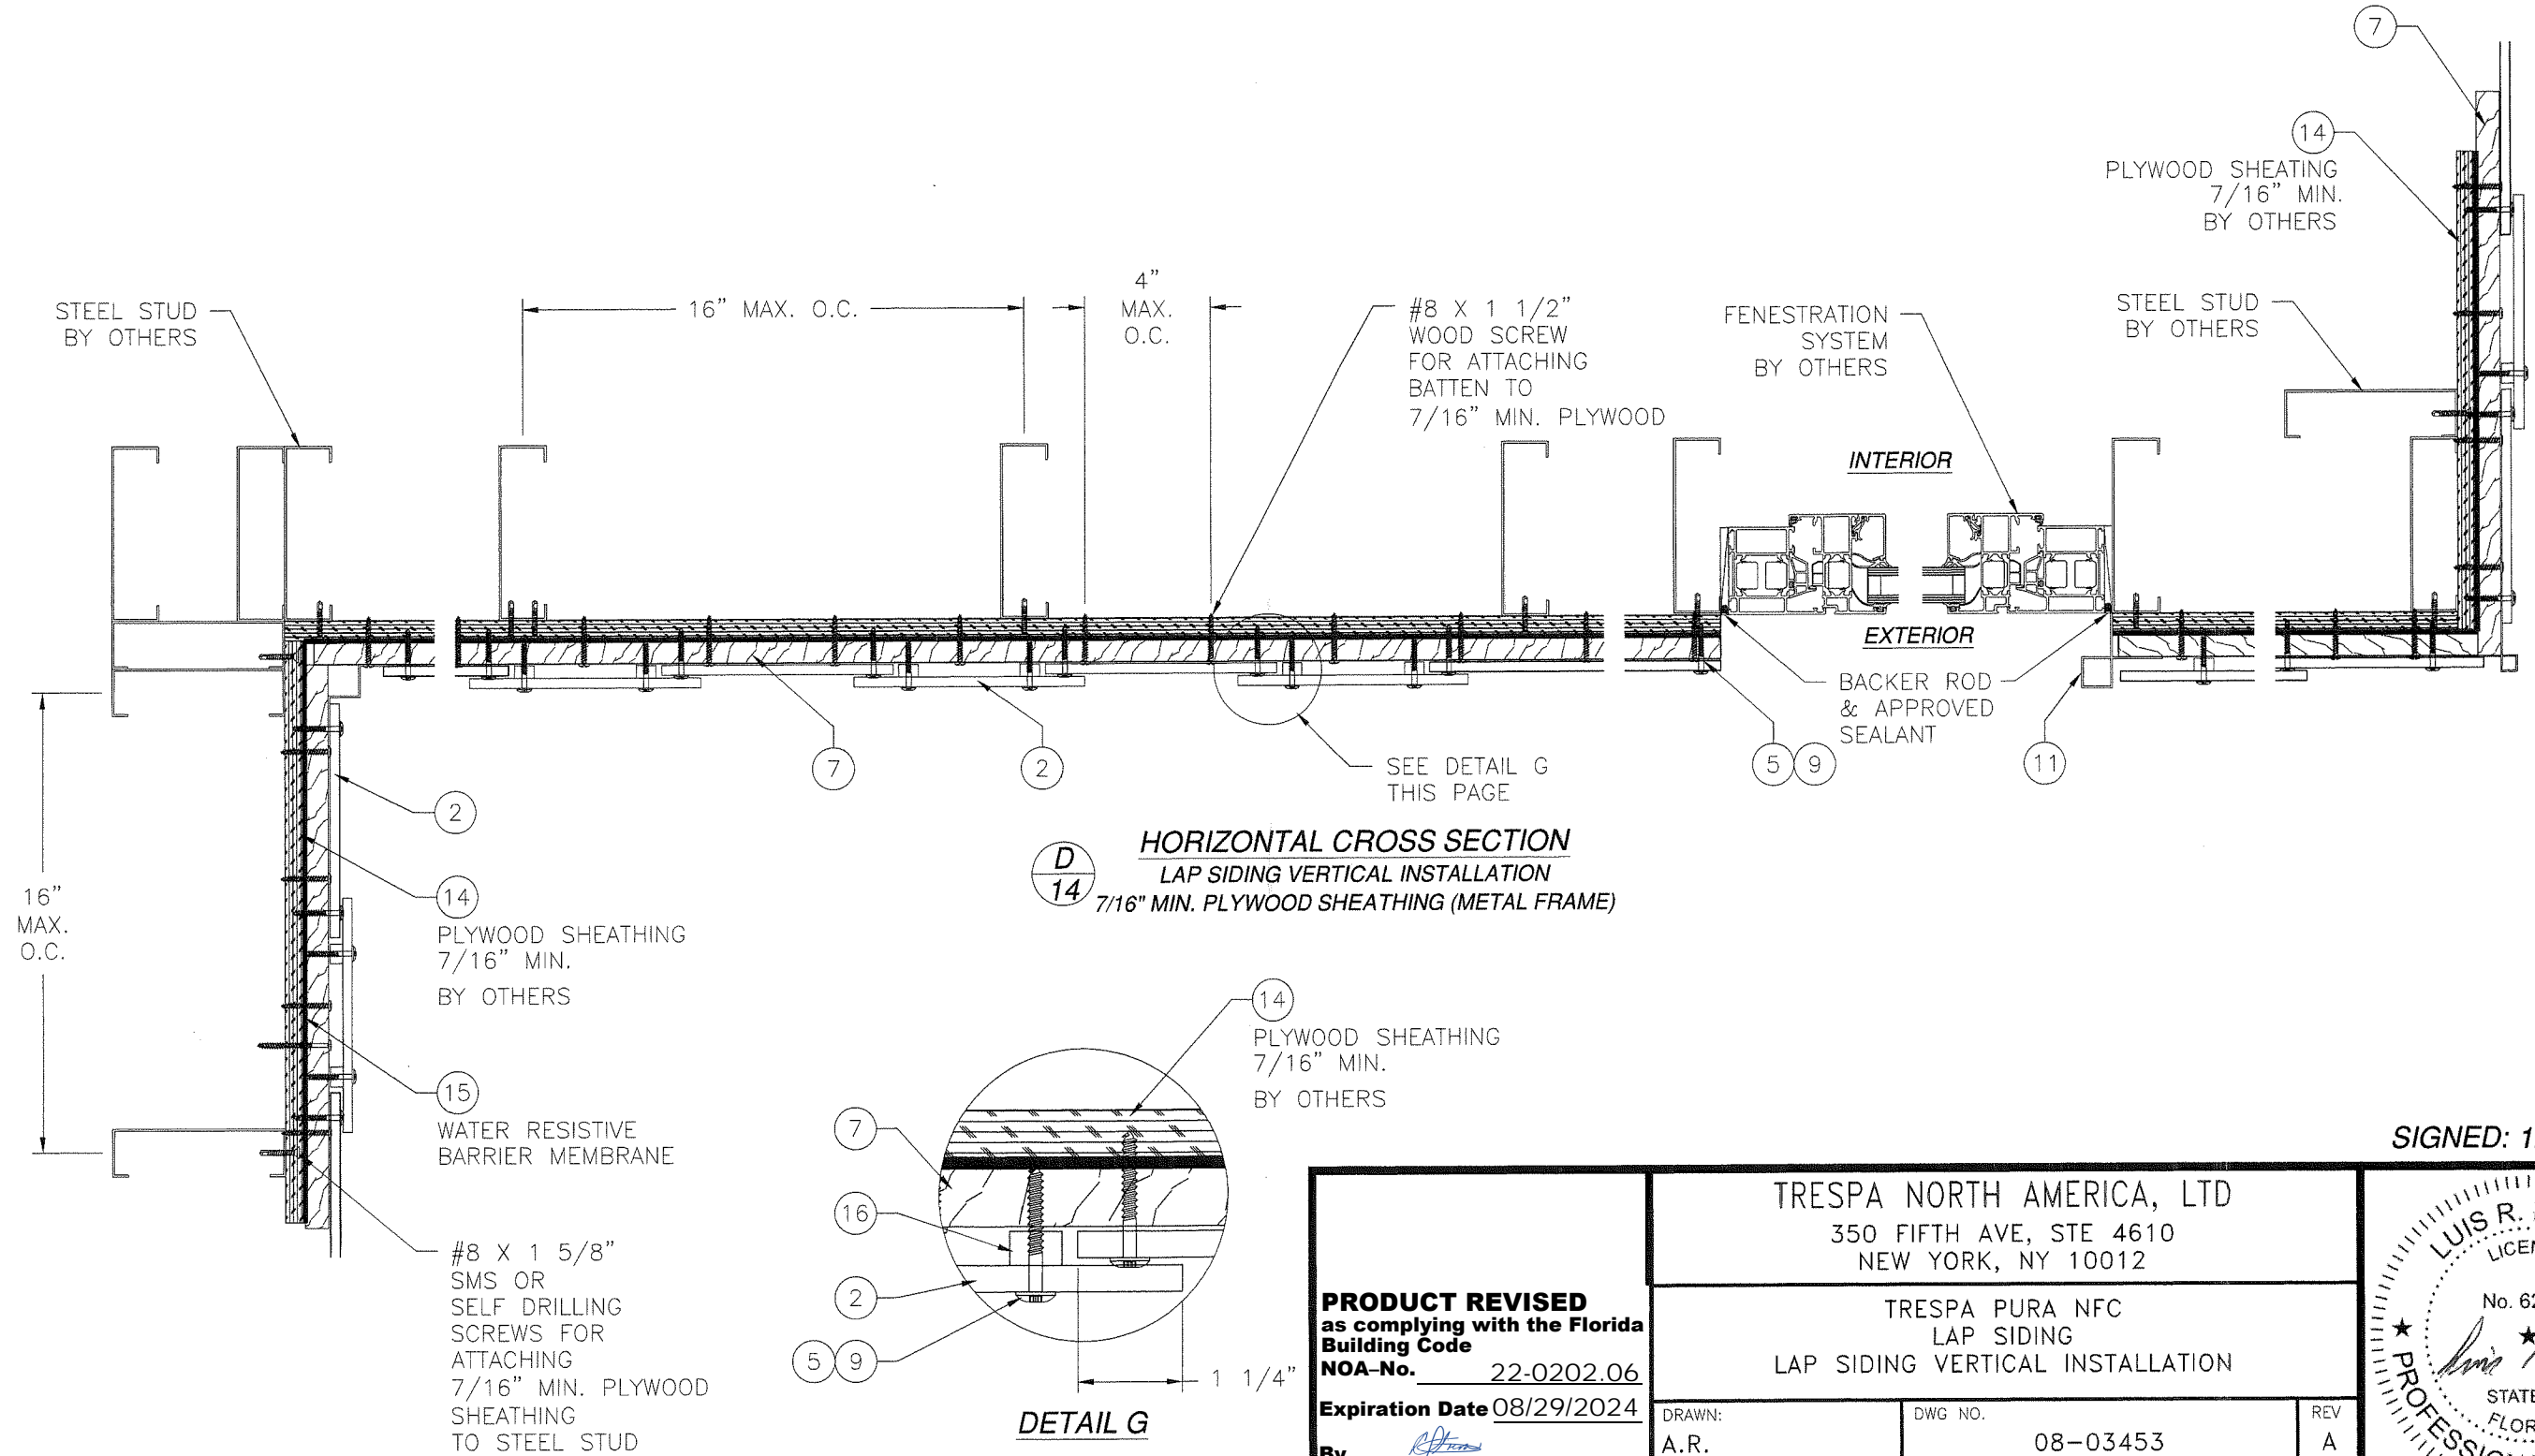 7
14
PLYWOOD SHEATING
7/16" MIN.
BY OTHERS
STEEL STUD
BY OTHERS
16" MAX. O.C.
4"
MAX.
O.C.
#8 X 1 1/2"
WOOD SCREW
FOR ATTACHING
BATTEN TO
7/16" MIN. PLYWOOD
FENESTRATION
SYSTEM
BY OTHERS
STEEL STUD
BY OTHERS
INTERIOR
EXTERIOR
BACKER ROD
& APPROVED
SEALANT
5 9
11
7
2
SEE DETAIL G
THIS PAGE
2
14
PLYWOOD SHEATHING
7/16" MIN.
BY OTHERS
16"
MAX.
O.C.
15
WATER RESISTIVE
BARRIER MEMBRANE
#8 X 1 5/8"
SMS OR
SELF DRILLING
SCREWS FOR
ATTACHING
7/16" MIN. PLYWOOD
SHEATHING
TO STEEL STUD
D
14
HORIZONTAL CROSS SECTION
LAP SIDING VERTICAL INSTALLATION
7/16" MIN. PLYWOOD SHEATHING (METAL FRAME)
14
PLYWOOD SHEATHING
7/16" MIN.
BY OTHERS
7
16
2
5 9
1 1/4"
DETAIL G
PRODUCT REVISED
as complying with the Florida
Building Code
NOA-No. 22-0202.06
Expiration Date 08/29/2024
By
TRESPA NORTH AMERICA, LTD
350 FIFTH AVE, STE 4610
NEW YORK, NY 10012
TRESPA PURA NFC
LAP SIDING
LAP SIDING VERTICAL INSTALLATION
DRAWN:
A.R.
DWG NO.
08-03453
REV
A
SIGNED:
LUIS R.
No.